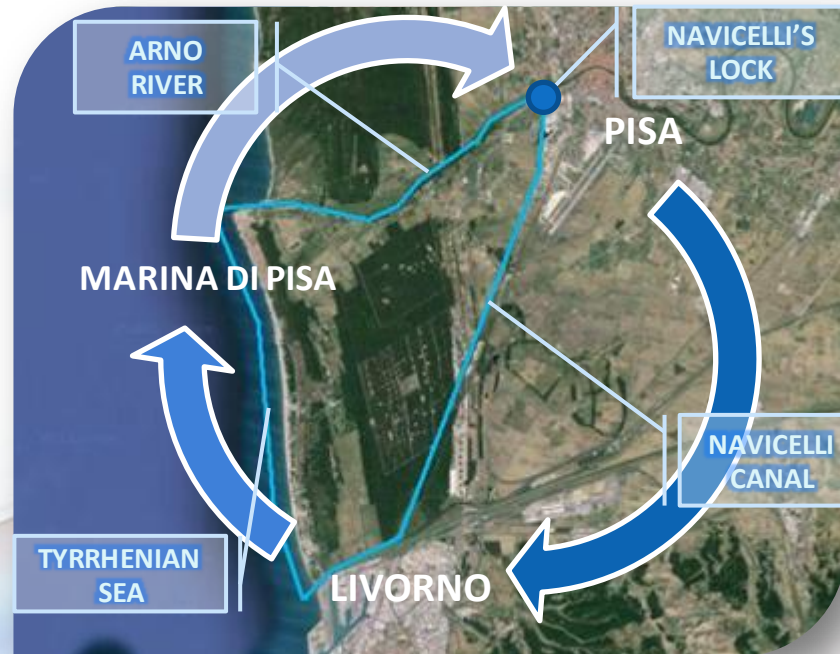 ARNO
RIVER
NAVICELLI'S
LOCK
PISA
MARINA DI PISA
NAVICELLI
CANAL
TYRRHENIAN
SEA
LIVORNO